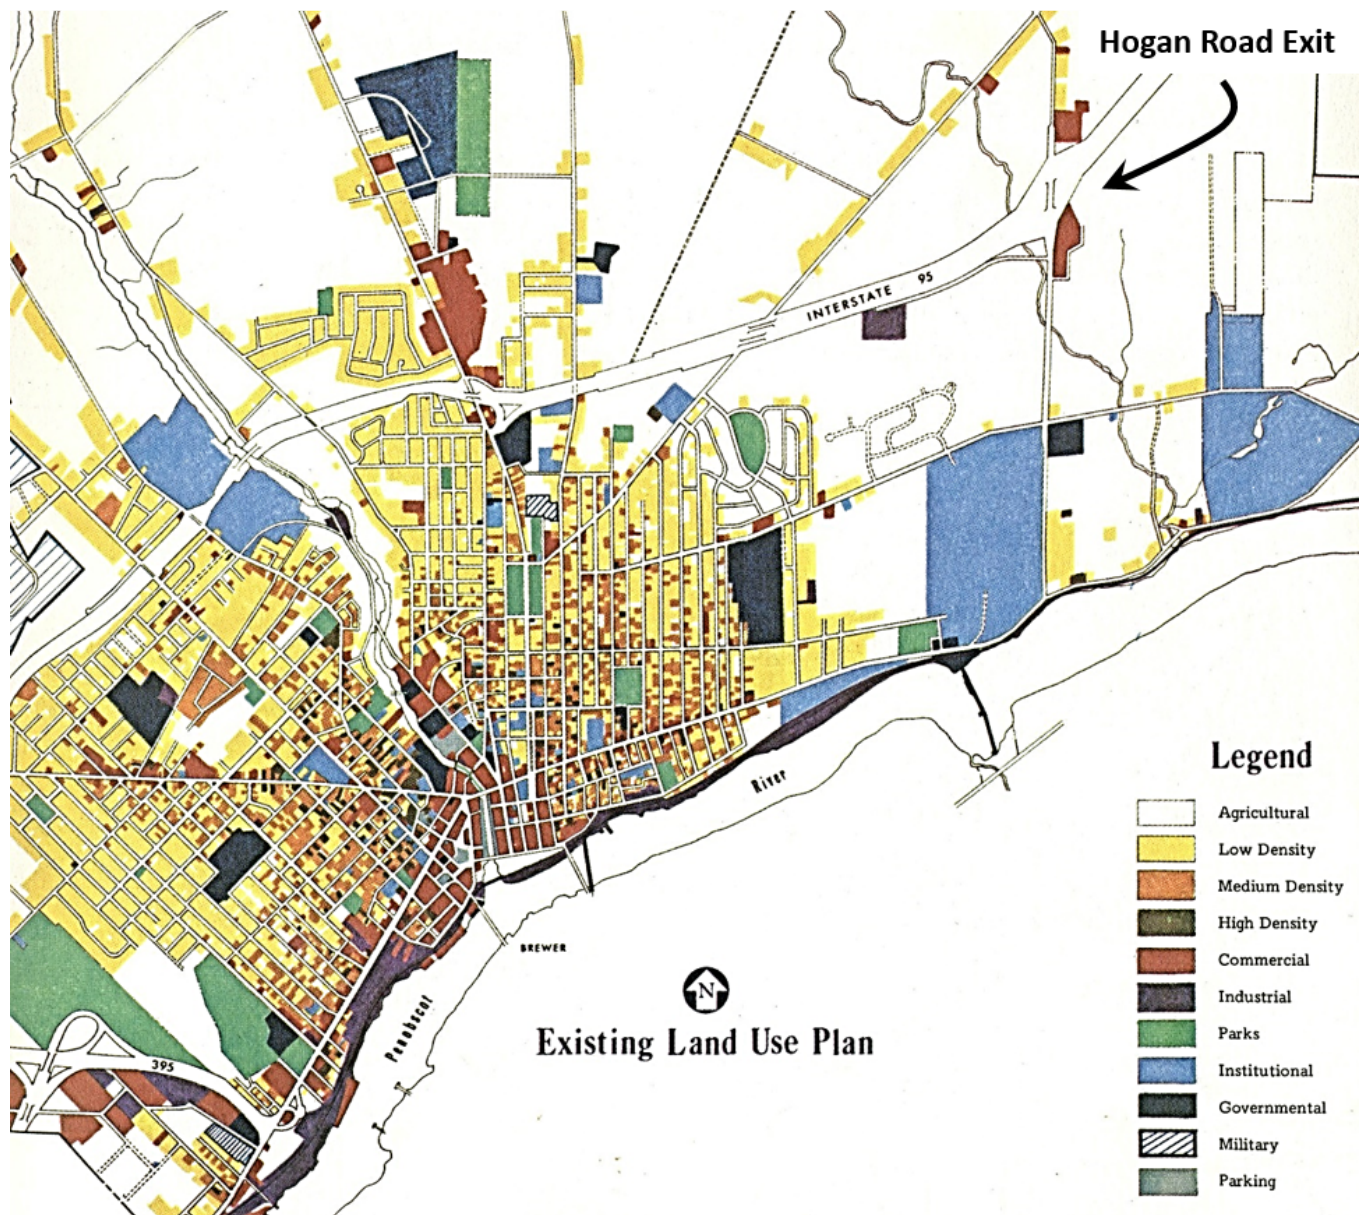 Hogan Road Exit
INTERSTATE 95
River
Legend
Agricultural
Low Density
Medium Density
High Density
Commercial
Industrial
Parks
Institutional
Governmental
Military
Parking
BREWER
N
Penobscot
Existing Land Use Plan
395